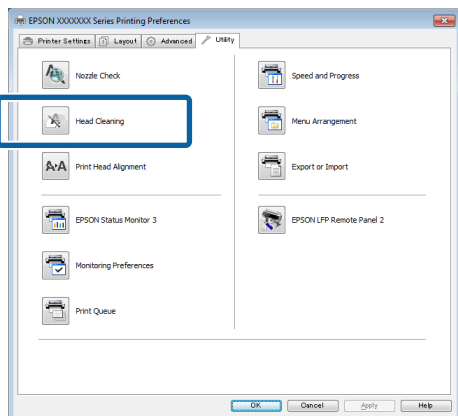 EPSON XXXXXXX Series Printing Preferences
Printer Settings
Layout
Advanced
Utility
Nozzle Check
Speed and Progress
Head Cleaning
Menu Arrangement
Print Head Alignment
Export or Import
EPSON Status Monitor 3
EPSON LFP Remote Panel 2
Monitoring Preferences
Print Queue
OK
Cancel
Apply
Help